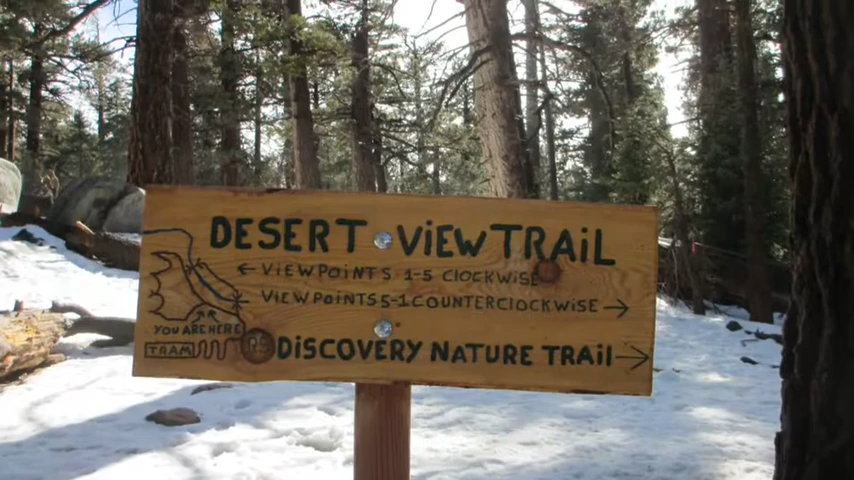 DESERT VIEW TRAIL
← VIEWPOINTS 1-5 CLOCKWISE
VIEWPOINTS 5-1 COUNTERCLOCKWISE →
YOU ARE HERE
TRAM
DISCOVERY NATURE TRAIL →